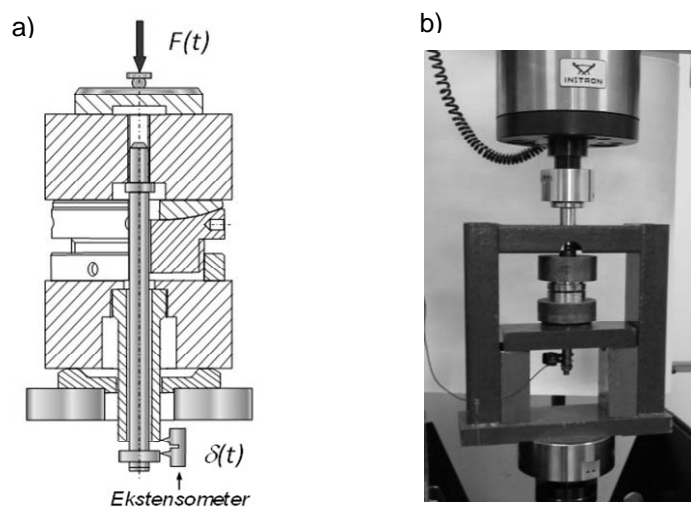 a)
F(t)
δ(t)
Ekstensometer
b)
INSTRON